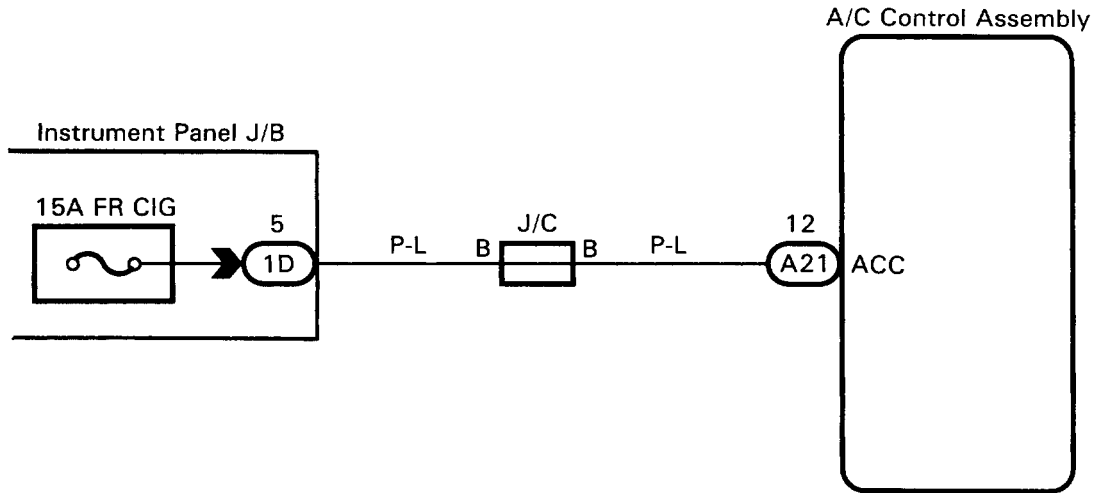 A/C Control Assembly
Instrument Panel J/B
15A FR CIG
5
1D
P-L
B
J/C
B
P-L
12
A21
ACC